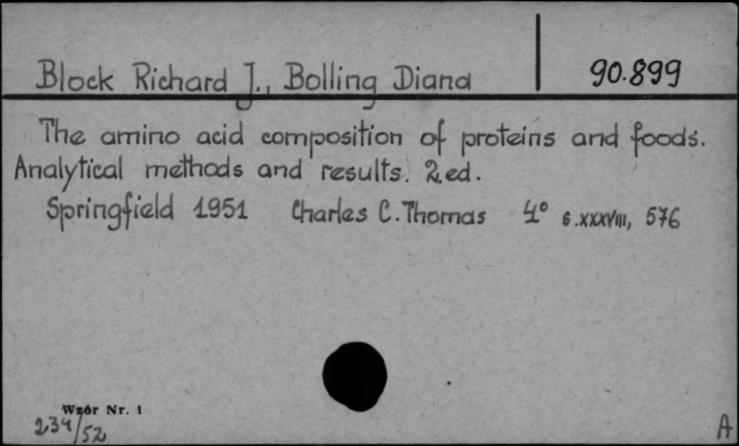 Block Richard J., Bolling Diana 90.899
The amino acid composition of proteins and foods.
Analytical methods and results. 2.ed.
Springfield 1951 Charles C. Thomas 4° s.XXXVIII, 576
Wzór Nr. 1
234/52
A